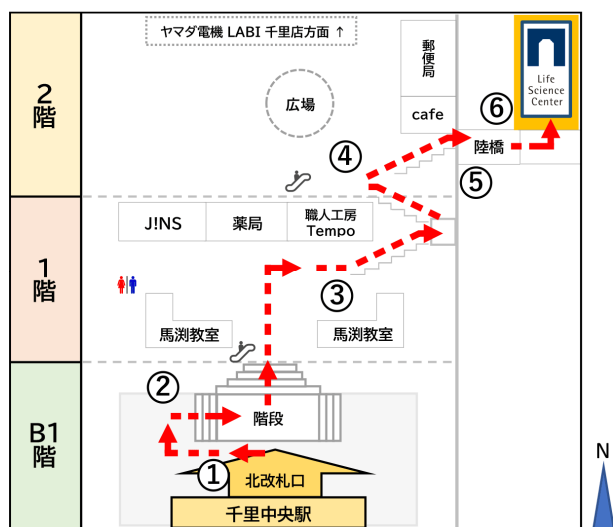 ヤマダ電機 LABI 千里店方面 ↑
2
階
広場
郵
便
局
cafe
Life
Science
Center
⑥
陸橋
④
⑤
1
階
J!NS
薬局
職人工房
Tempo
③
馬渕教室
馬渕教室
B1
階
②
階段
①
北改札口
千里中央駅
N